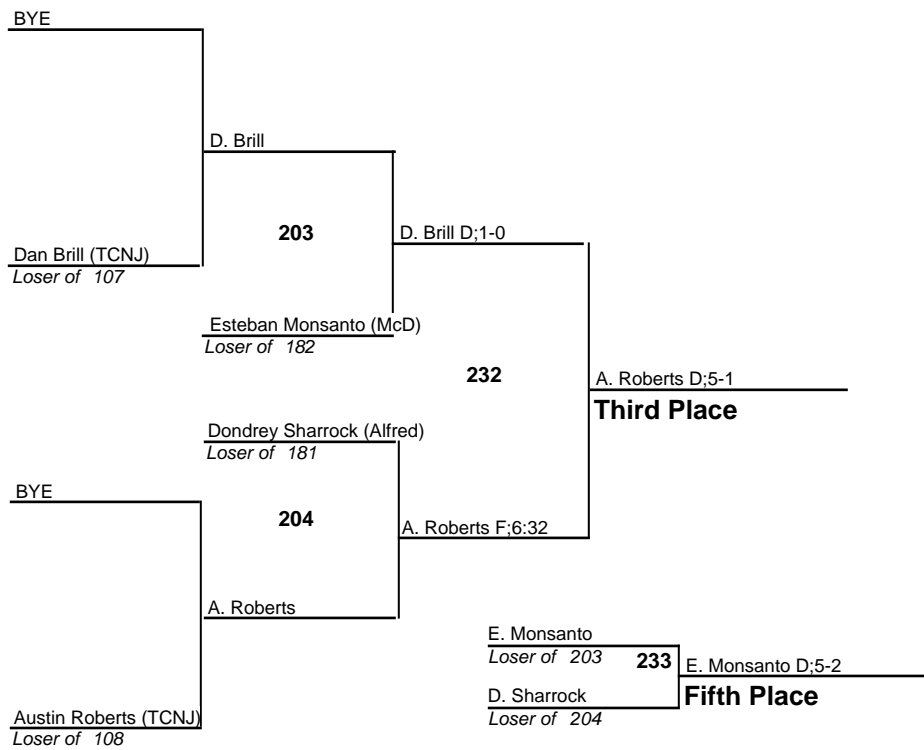 BYE
D. Brill
203
D. Brill D;1-0
Dan Brill (TCNJ)
Loser of 107
Esteban Monsanto (McD)
Loser of 182
232
A. Roberts D;5-1
Third Place
Dondrey Sharrock (Alfred)
Loser of 181
BYE
204
A. Roberts F;6:32
A. Roberts
E. Monsanto
Loser of 203
233
E. Monsanto D;5-2
Fifth Place
D. Sharrock
Loser of 204
Austin Roberts (TCNJ)
Loser of 108